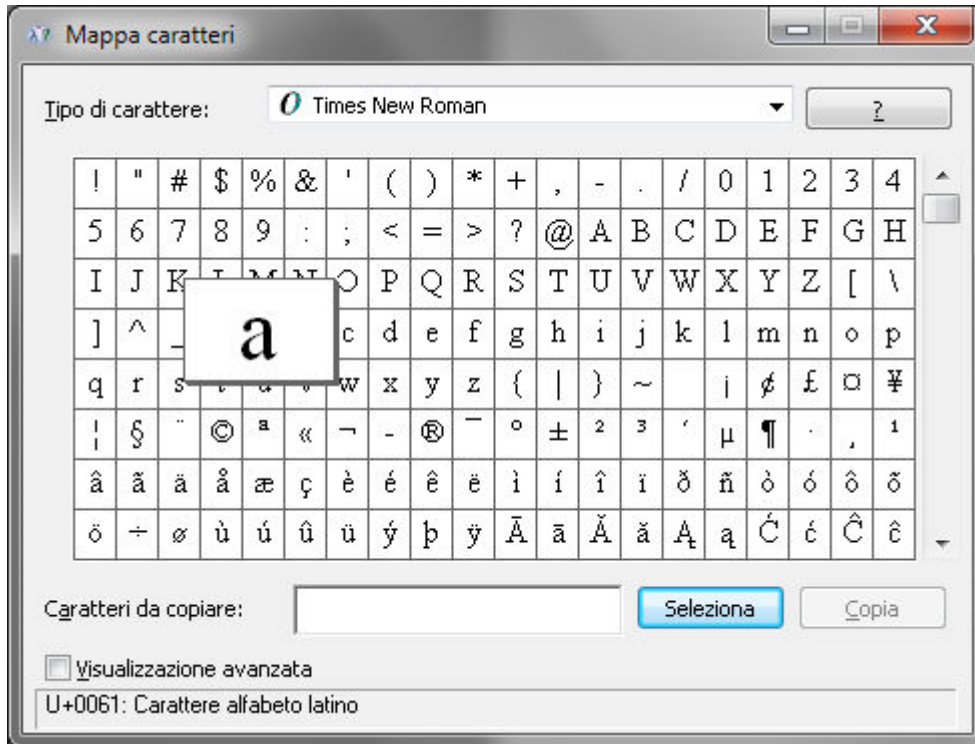 Mappa caratteri
Tipo di carattere: O Times New Roman ?
! " # $ % & ' ( ) * + , - . / 0 1 2 3 4
5 6 7 8 9 : ; < = > ? @ A B C D E F G H
I J K L M N O P Q R S T U V W X Y Z [ \
] ^ _ a c d e f g h i j k l m n o p
q r s t u v w x y z { | } ~ ¡ ¢ £ ¤ ¥
¦ § ¨ © ª « ¬ - ® ¯ ° ± ² ³ ´ µ ¶ · ¸ ¹
â ã ä å æ ç è é ê ë ì í î ï ð ñ ò ó ô õ
ö ÷ ø ù ú û ü ý þ ÿ Ā ā Ă ă Ą ą Ć ć Ĉ ĉ
Caratteri da copiare: Seleziona Copia
Visualizzazione avanzata
U+0061: Carattere alfabeto latino